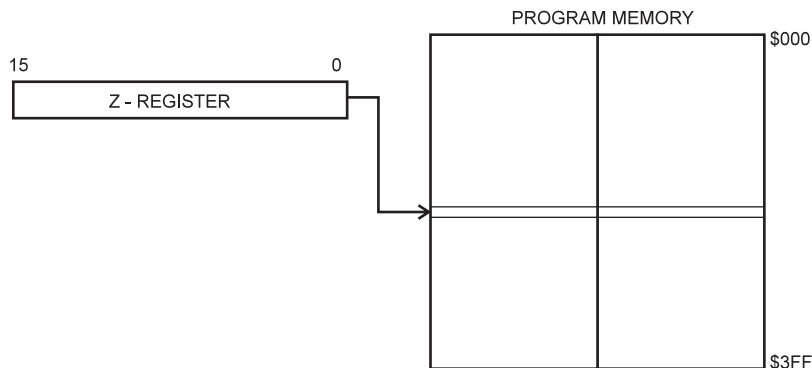 PROGRAM MEMORY
$000
15 0
Z - REGISTER
$3FF